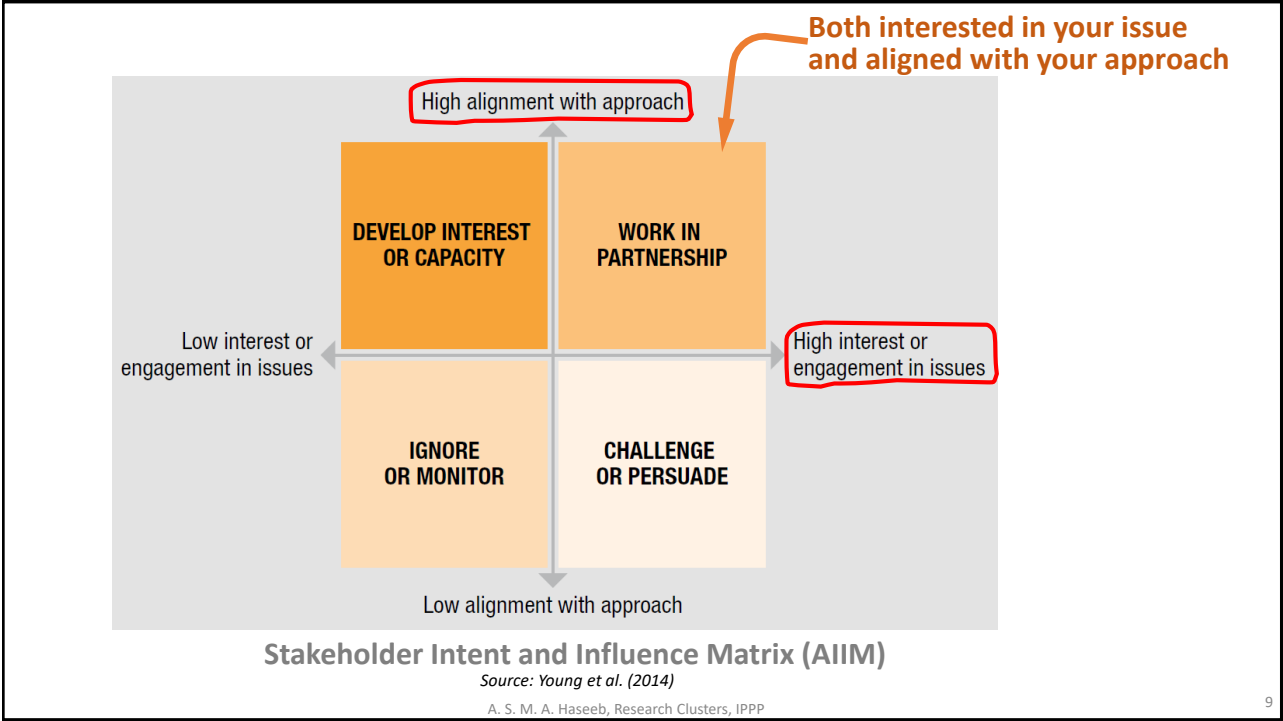 Both interested in your issue
and aligned with your approach
High alignment with approach
DEVELOP INTEREST
OR CAPACITY
WORK IN
PARTNERSHIP
Low interest or
engagement in issues
High interest or
engagement in issues
IGNORE
OR MONITOR
CHALLENGE
OR PERSUADE
Low alignment with approach
Stakeholder Intent and Influence Matrix (AIIM)
Source: Young et al. (2014)
A. S. M. A. Haseeb, Research Clusters, IPPP
9